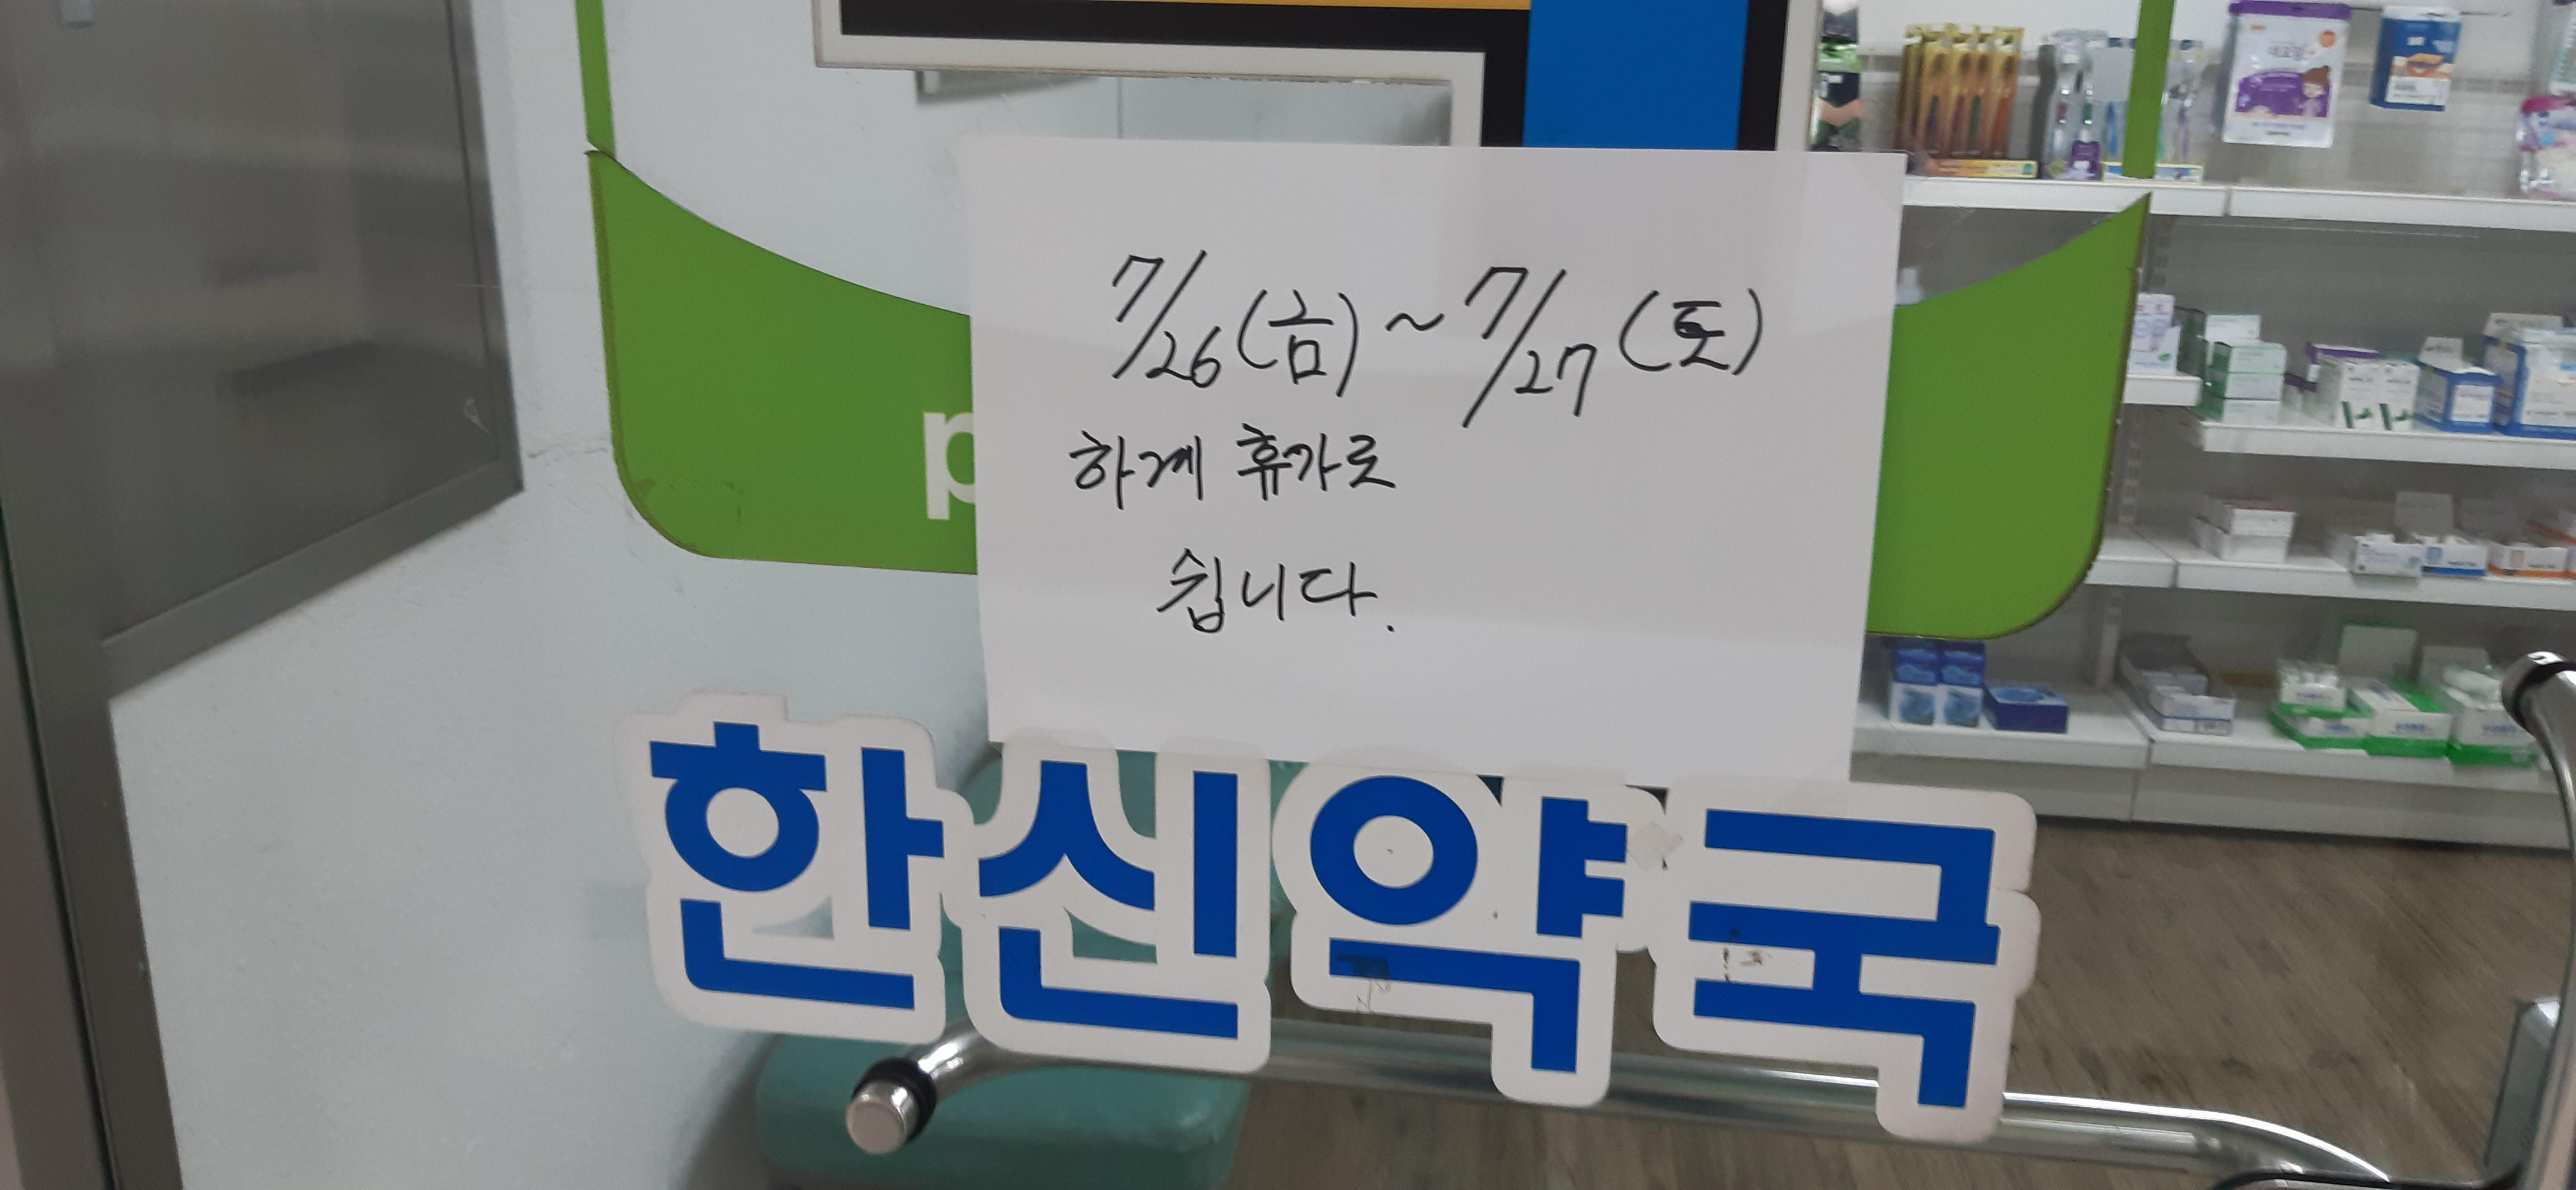 7/26(금)~7/27(토)
하계 휴가로
쉽니다.
p
한신약국